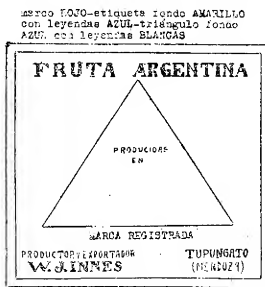 marco ROJO-etiqueta fondo AMARILLO
con leyendas AZUL-triángulo fondo
AZUL con leyendas BLANCAS
FRUTA ARGENTINA
PRODUCIDAS
EN
MARCA REGISTRADA
PRODUCTOR Y EXPORTADOR
W. J. INNES
TUPUNGATO
(MENDOZA)